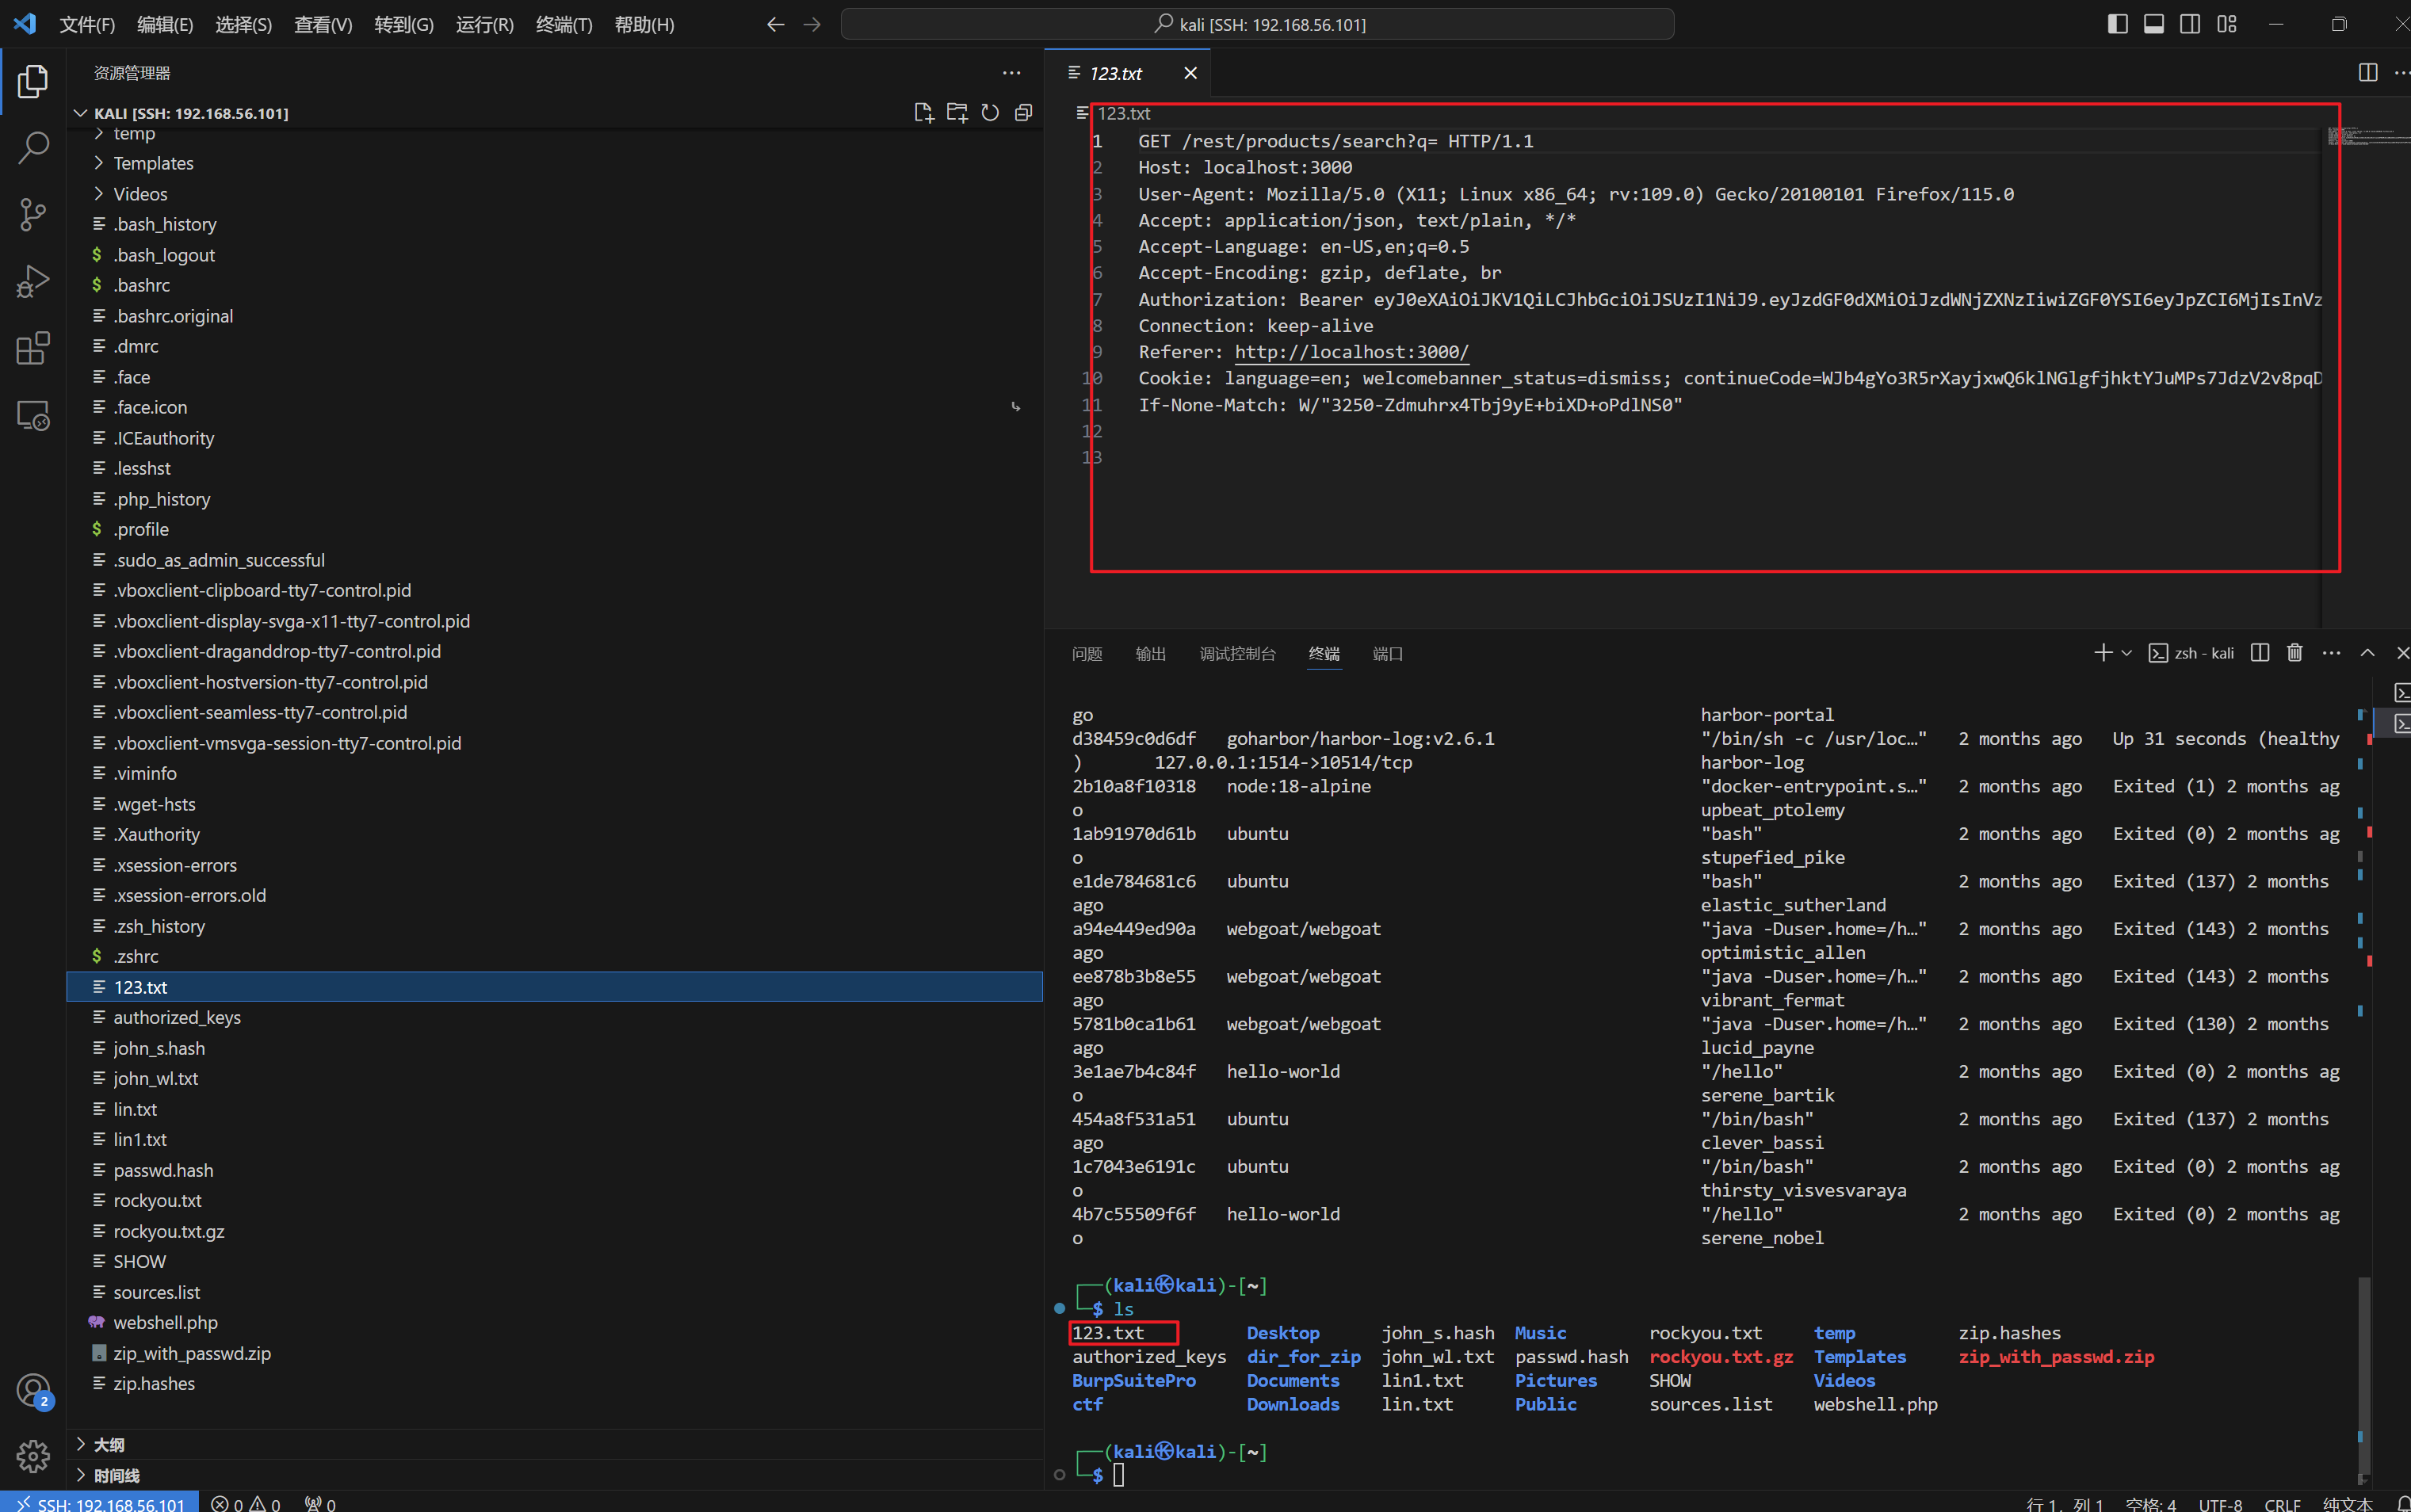 文件(F) 编辑(E) 选择(S) 查看(V) 转到(G) 运行(R) 终端(T) 帮助(H) kali [SSH: 192.168.56.101]
资源管理器
KALI [SSH: 192.168.56.101]
temp
Templates
Videos
.bash_history
.bash_logout
.bashrc
.bashrc.original
.dmrc
.face
.face.icon
.ICEauthority
.lesshst
.php_history
.profile
.sudo_as_admin_successful
.vboxclient-clipboard-tty7-control.pid
.vboxclient-display-svga-x11-tty7-control.pid
.vboxclient-draganddrop-tty7-control.pid
.vboxclient-hostversion-tty7-control.pid
.vboxclient-seamless-tty7-control.pid
.vboxclient-vmsvga-session-tty7-control.pid
.viminfo
.wget-hsts
.Xauthority
.xsession-errors
.xsession-errors.old
.zsh_history
.zshrc
123.txt
authorized_keys
john_s.hash
john_wl.txt
lin.txt
lin1.txt
passwd.hash
rockyou.txt
rockyou.txt.gz
SHOW
sources.list
webshell.php
zip_with_passwd.zip
zip.hashes
大纲
时间线
2
123.txt
123.txt
1 GET /rest/products/search?q= HTTP/1.1
2 Host: localhost:3000
3 User-Agent: Mozilla/5.0 (X11; Linux x86_64; rv:109.0) Gecko/20100101 Firefox/115.0
4 Accept: application/json, text/plain, */*
5 Accept-Language: en-US,en;q=0.5
6 Accept-Encoding: gzip, deflate, br
7 Authorization: Bearer eyJ0eXAiOiJKV1QiLCJhbGciOiJSUzI1NiJ9.eyJzdGF0dXMiOiJzdWNjZXNzIiwiZGF0YSI6eyJpZCI6MjIsInVz
8 Connection: keep-alive
9 Referer: http://localhost:3000/
10 Cookie: language=en; welcomebanner_status=dismiss; continueCode=WJb4gYo3R5rXayjxwQ6klNGlgfjhktYJuMPs7JdzV2v8pqD
11 If-None-Match: W/"3250-Zdmuhrx4Tbj9yE+biXD+oPdlNS0"
12
13
问题 输出 调试控制台 终端 端口 zsh - kali
go harbor-portal
d38459c0d6df goharbor/harbor-log:v2.6.1 "/bin/sh -c /usr/loc…" 2 months ago Up 31 seconds (healthy
) 127.0.0.1:1514->10514/tcp harbor-log
2b10a8f10318 node:18-alpine "docker-entrypoint.s…" 2 months ago Exited (1) 2 months ag
o upbeat_ptolemy
1ab91970d61b ubuntu "bash" 2 months ago Exited (0) 2 months ag
o stupefied_pike
e1de784681c6 ubuntu "bash" 2 months ago Exited (137) 2 months
ago elastic_sutherland
a94e449ed90a webgoat/webgoat "java -Duser.home=/h…" 2 months ago Exited (143) 2 months
ago optimistic_allen
ee878b3b8e55 webgoat/webgoat "java -Duser.home=/h…" 2 months ago Exited (143) 2 months
ago vibrant_fermat
5781b0ca1b61 webgoat/webgoat "java -Duser.home=/h…" 2 months ago Exited (130) 2 months
ago lucid_payne
3e1ae7b4c84f hello-world "/hello" 2 months ago Exited (0) 2 months ag
o serene_bartik
454a8f531a51 ubuntu "/bin/bash" 2 months ago Exited (137) 2 months
ago clever_bassi
1c7043e6191c ubuntu "/bin/bash" 2 months ago Exited (0) 2 months ag
o thirsty_visvesvaraya
4b7c55509f6f hello-world "/hello" 2 months ago Exited (0) 2 months ag
o serene_nobel
┌──(kali㉿kali)-[~]
└─$ ls
123.txt Desktop john_s.hash Music rockyou.txt temp zip.hashes
authorized_keys dir_for_zip john_wl.txt passwd.hash rockyou.txt.gz Templates zip_with_passwd.zip
BurpSuitePro Documents lin1.txt Pictures SHOW Videos
ctf Downloads lin.txt Public sources.list webshell.php
┌──(kali㉿kali)-[~]
└─$
SSH: 192.168.56.101 0 0 0 行 1，列 1 空格: 4 UTF-8 CRLF 纯文本